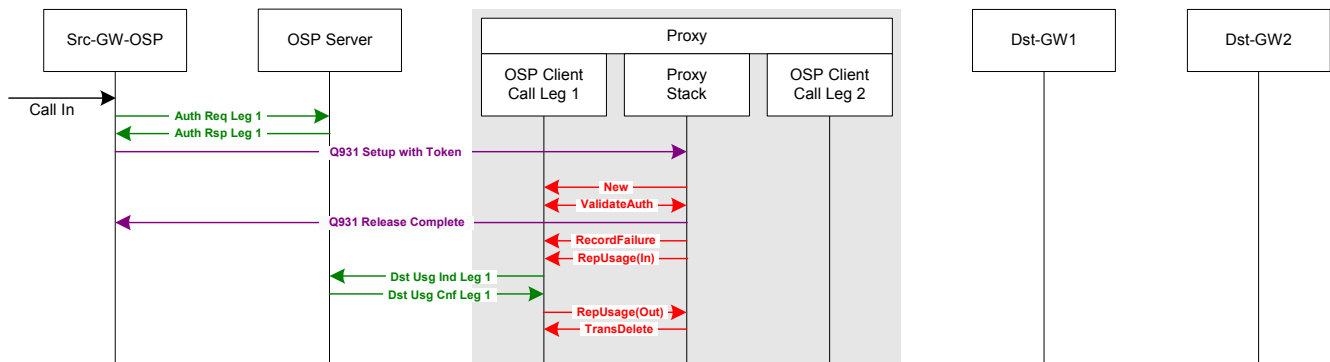 Src-GW-OSP
OSP Server
Proxy
Dst-GW1
Dst-GW2
OSP Client
Call Leg 1
Proxy
Stack
OSP Client
Call Leg 2
Call In
Auth Req Leg 1
Auth Rsp Leg 1
Q931 Setup with Token
New
ValidateAuth
Q931 Release Complete
RecordFailure
RepUsage(In)
Dst Usg Ind Leg 1
Dst Usg Cnf Leg 1
RepUsage(Out)
TransDelete